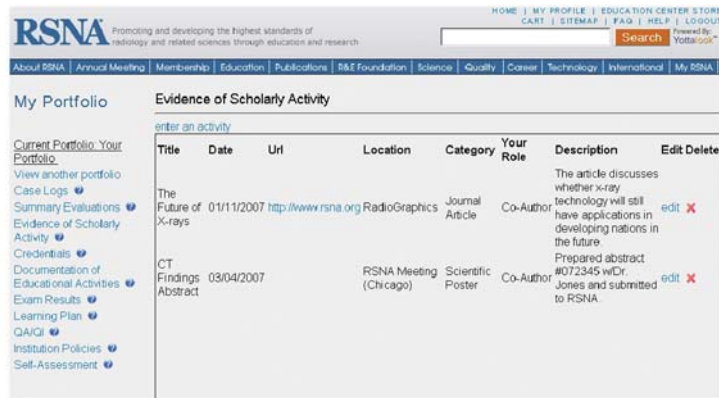 HOME | MY PROFILE | EDUCATION CENTER STORE
CART | SITEMAP | FAQ | HELP | LOGOUT
RSNA
Promoting and developing the highest standards of
radiology and related sciences through education and research
Search
Powered By:
Yottalook
About RSNA | Annual Meeting | Membership | Education | Publications | R&E Foundation | Science | Quality | Career | Technology | International | My RSNA
My Portfolio
Current Portfolio: Your
Portfolio
View another portfolio
Case Logs
Summary Evaluations
Evidence of Scholarly
Activity
Credentials
Documentation of
Educational Activities
Exam Results
Learning Plan
QA/QI
Institution Policies
Self-Assessment
Evidence of Scholarly Activity
enter an activity
Title Date Url Location Category Your Role Description Edit Delete
The
Future of
X-rays
01/11/2007
http://www.rsna.org
RadioGraphics
Journal
Article
Co-Author
The article discusses
whether x-ray
technology will still
have applications in
developing nations in
the future.
edit
CT
Findings
Abstract
03/04/2007
RSNA Meeting
(Chicago)
Scientific
Poster
Co-Author
Prepared abstract
#072345 w/Dr.
Jones and submitted
to RSNA.
edit